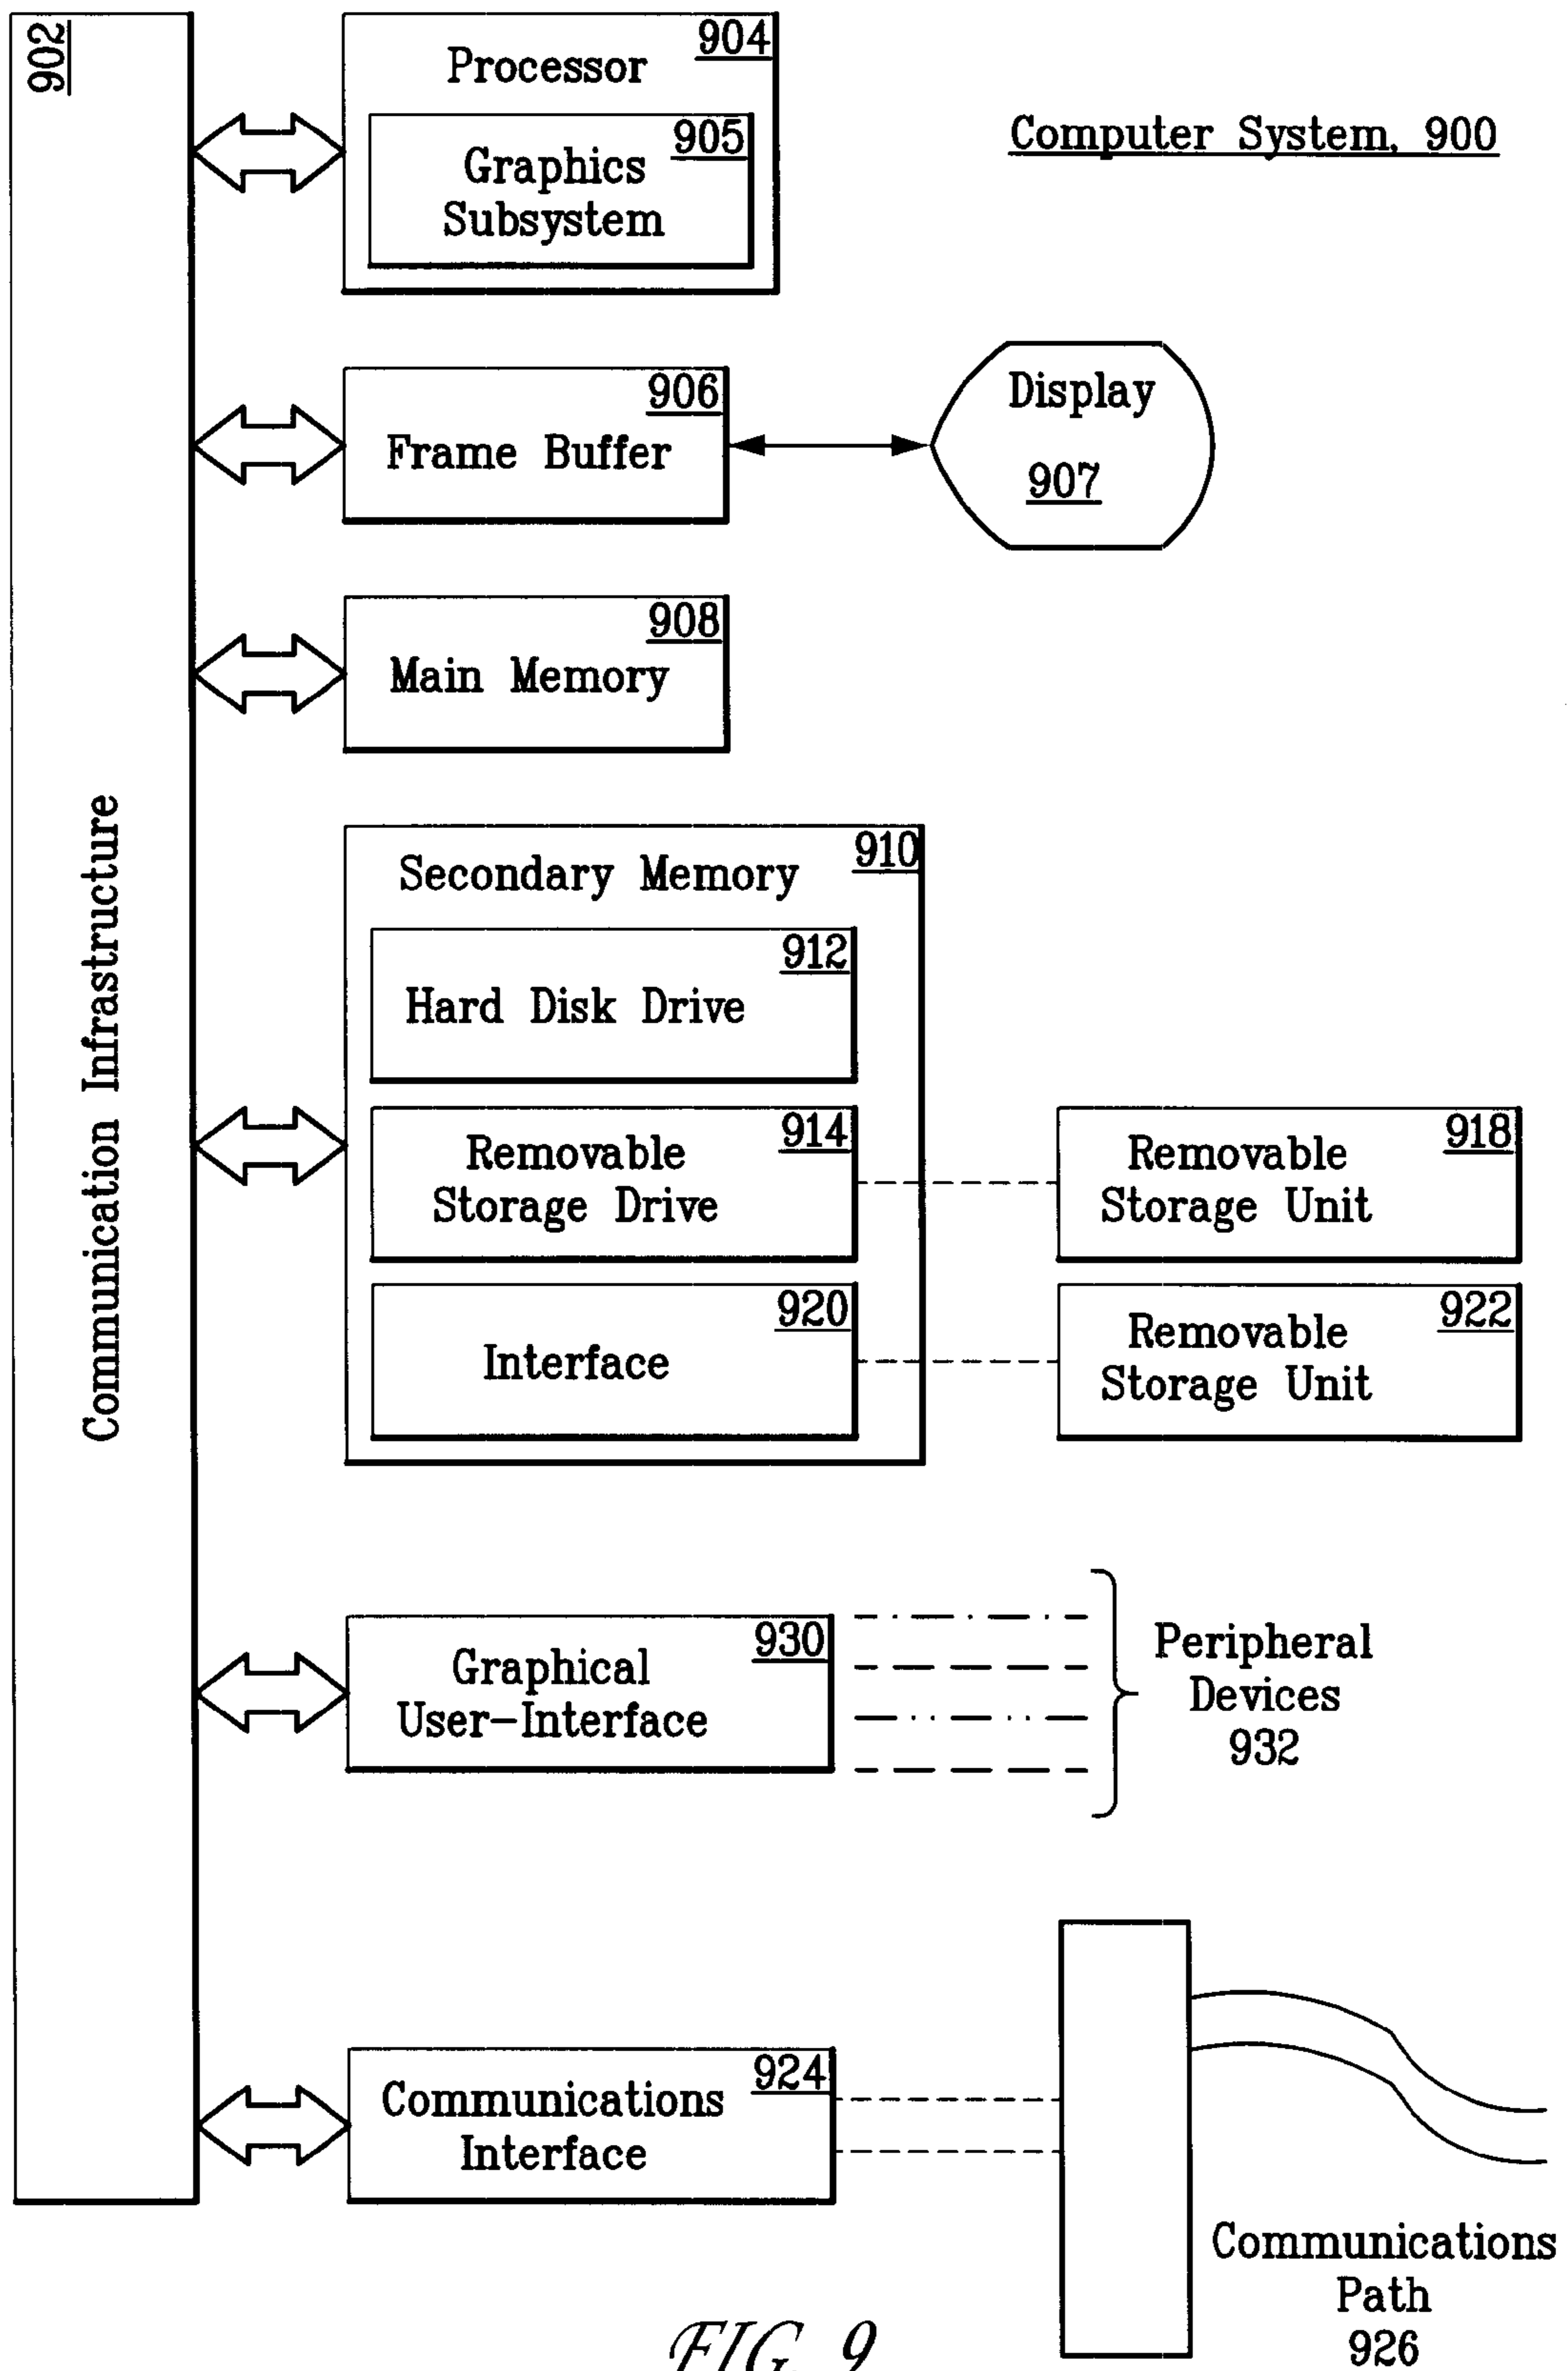 902
Communication Infrastructure
904
Processor
905
Graphics
Subsystem
Computer System, 900
906
Frame Buffer
Display
907
908
Main Memory
910
Secondary Memory
912
Hard Disk Drive
914
Removable
Storage Drive
918
Removable
Storage Unit
920
Interface
922
Removable
Storage Unit
930
Graphical
User-Interface
Peripheral
Devices
932
924
Communications
Interface
Communications
Path
926
FIG. 9